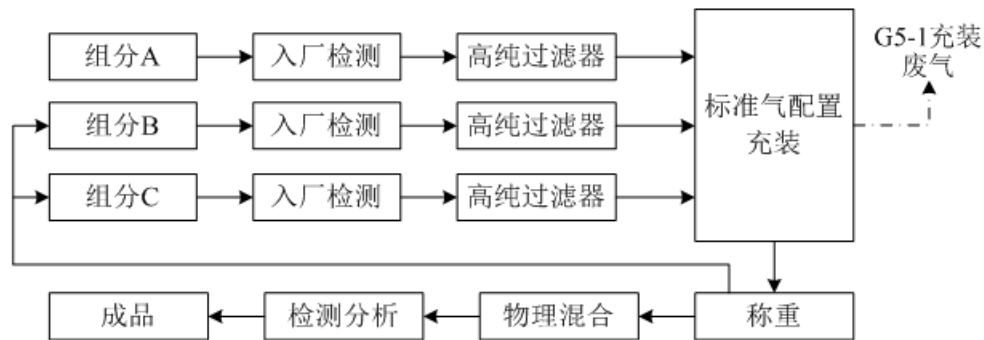 组分A
入厂检测
高纯过滤器
组分B
入厂检测
高纯过滤器
组分C
入厂检测
高纯过滤器
标准气配置
充装
G5-1充装
废气
成品
检测分析
物理混合
称重